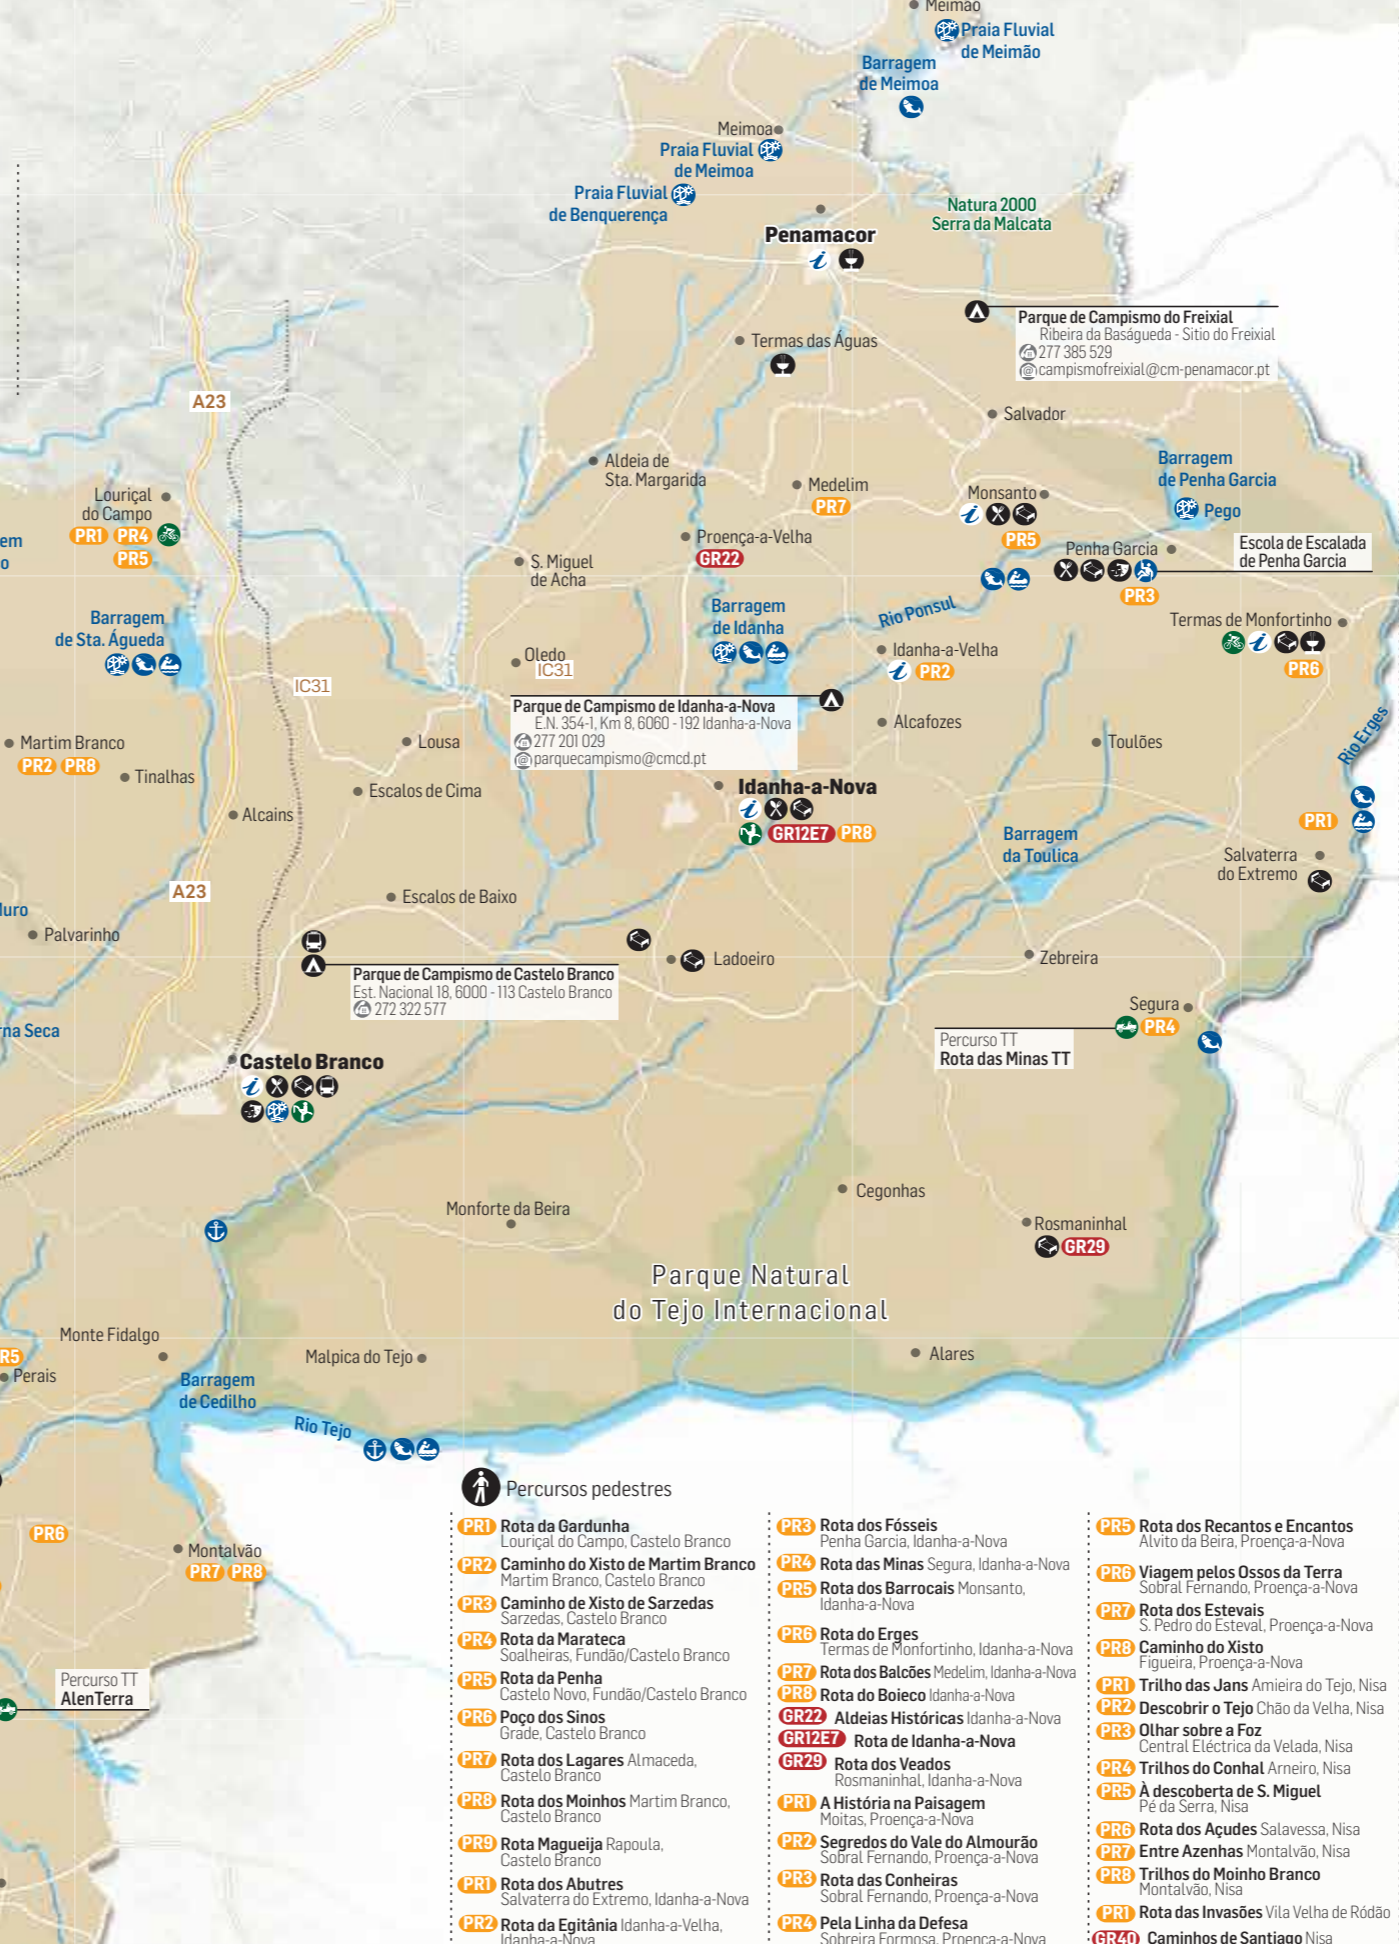 Meimão
Praia Fluvial
de Meimão
Barragem
de Meimoa
Meimoa
Praia Fluvial
de Meimoa
Praia Fluvial
de Benquerença
Natura 2000
Serra da Malcata
Penamacor
Parque de Campismo do Freixial
Ribeira da Baságueda - Sitio do Freixial
277 385 529
@campismofreixial@cm-penamacor.pt
Termas das Águas
A23
Salvador
Aldeia de
Sta. Margarida
Medelim
PR7
Barragem
de Penha Garcia
Pego
Monsanto
PR5
Louriçal
do Campo
PR1 PR4
PR5
em
o
Proença-a-Velha
GR22
Penha Garcia
PR3
Escola de Escalada
de Penha Garcia
S. Miguel
de Acha
Barragem
de Sta. Águeda
Barragem
de Idanha
Rio Ponsul
Termas de Monfortinho
PR6
Idanha-a-Velha
PR2
Oledo
IC31
IC31
Parque de Campismo de Idanha-a-Nova
E.N. 354-1, Km 8, 6060 - 192 Idanha-a-Nova
277 201 029
@parquecampismo@cmcd.pt
Alcafozes
Rio Erges
Martim Branco
PR2 PR8
Lousa
Toulões
Tinalhas
Escalos de Cima
Idanha-a-Nova
GR12E7 PR8
Alcains
PR1
Barragem
da Toulica
Salvaterra
do Extremo
A23
Escalos de Baixo
uro
Palvarinho
Ladoeiro
Zebreira
Parque de Campismo de Castelo Branco
Est. Nacional 18, 6000 - 113 Castelo Branco
272 322 577
Segura
PR4
na Seca
Percurso TT
Rota das Minas TT
Castelo Branco
Cegonhas
Monforte da Beira
Rosmaninhal
GR29
Parque Natural
do Tejo Internacional
Monte Fidalgo
R5
Perais
Malpica do Tejo
Alares
Barragem
de Cedilho
Rio Tejo
PR6
Montalvão
PR7 PR8
Percurso TT
AlenTerra
Percursos pedestres
PR1 Rota da Gardunha
Louriçal do Campo, Castelo Branco
PR2 Caminho do Xisto de Martim Branco
Martim Branco, Castelo Branco
PR3 Caminho de Xisto de Sarzedas
Sarzedas, Castelo Branco
PR4 Rota da Marateca
Soalheiras, Fundão/Castelo Branco
PR5 Rota da Penha
Castelo Novo, Fundão/Castelo Branco
PR6 Poço dos Sinos
Grade, Castelo Branco
PR7 Rota dos Lagares Almaceda,
Castelo Branco
PR8 Rota dos Moinhos Martim Branco,
Castelo Branco
PR9 Rota Magueija Rapoula,
Castelo Branco
PR1 Rota dos Abutres
Salvaterra do Extremo, Idanha-a-Nova
PR2 Rota da Egitânia Idanha-a-Velha,
Idanha-a-Nova
PR3 Rota dos Fósseis
Penha Garcia, Idanha-a-Nova
PR4 Rota das Minas Segura, Idanha-a-Nova
PR5 Rota dos Barrocais Monsanto,
Idanha-a-Nova
PR6 Rota do Erges
Termas de Monfortinho, Idanha-a-Nova
PR7 Rota dos Balcões Medelim, Idanha-a-Nova
PR8 Rota do Boieco Idanha-a-Nova
GR22 Aldeias Históricas Idanha-a-Nova
GR12E7 Rota de Idanha-a-Nova
GR29 Rota dos Veados
Rosmaninhal, Idanha-a-Nova
PR1 A História na Paisagem
Moitas, Proença-a-Nova
PR2 Segredos do Vale do Almourão
Sobral Fernando, Proença-a-Nova
PR3 Rota das Conheiras
Sobral Fernando, Proença-a-Nova
PR4 Pela Linha da Defesa
Sobreira Formosa, Proença-a-Nova
PR5 Rota dos Recantos e Encantos
Alvito da Beira, Proença-a-Nova
PR6 Viagem pelos Ossos da Terra
Sobral Fernando, Proença-a-Nova
PR7 Rota dos Estevais
S. Pedro do Esteval, Proença-a-Nova
PR8 Caminho do Xisto
Figueira, Proença-a-Nova
PR1 Trilho das Jans Amieira do Tejo, Nisa
PR2 Descobrir o Tejo Chão da Velha, Nisa
PR3 Olhar sobre a Foz
Central Eléctrica da Velada, Nisa
PR4 Trilhos do Conhal Arneiro, Nisa
PR5 À descoberta de S. Miguel
Pé da Serra, Nisa
PR6 Rota dos Açudes Salavessa, Nisa
PR7 Entre Azenhas Montalvão, Nisa
PR8 Trilhos do Moinho Branco
Montalvão, Nisa
PR1 Rota das Invasões Vila Velha de Ródão
GR40 Caminhos de Santiago Nisa